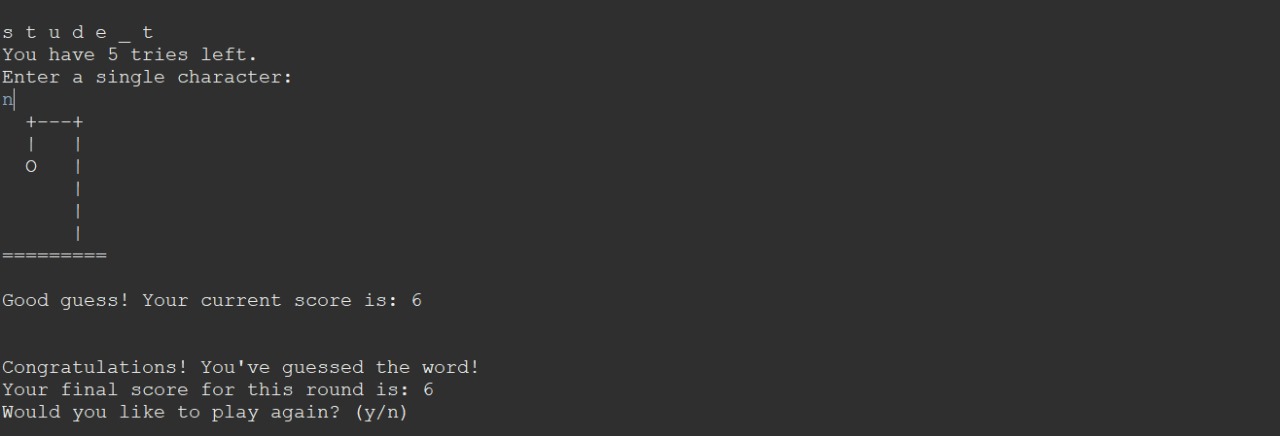 s t u d e _ t
You have 5 tries left.
Enter a single character:
n
  +---+
  |   |
  O   |
      |
      |
      |
=========
Good guess! Your current score is: 6
Congratulations! You've guessed the word!
Your final score for this round is: 6
Would you like to play again? (y/n)